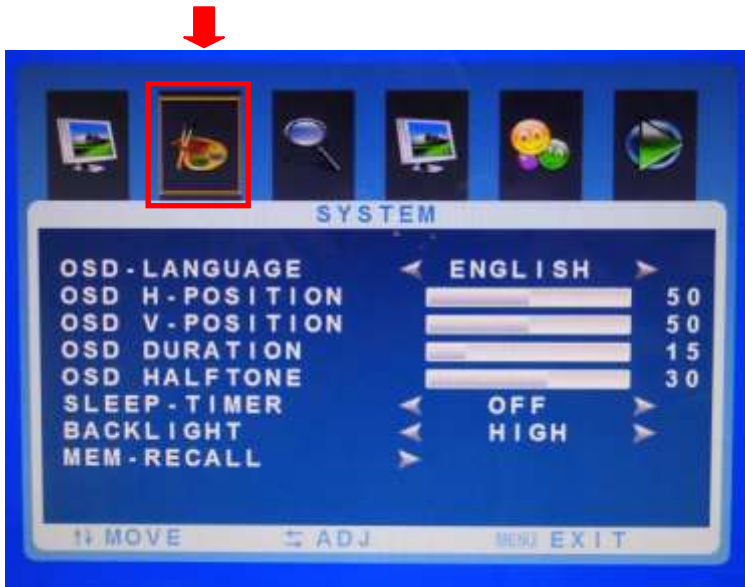 SYSTEM
OSD-LANGUAGE ENGLISH
OSD H-POSITION 50
OSD V-POSITION 50
OSD DURATION 15
OSD HALFTONE 30
SLEEP-TIMER OFF
BACKLIGHT HIGH
MEM-RECALL
MOVE ADJ MENU EXIT